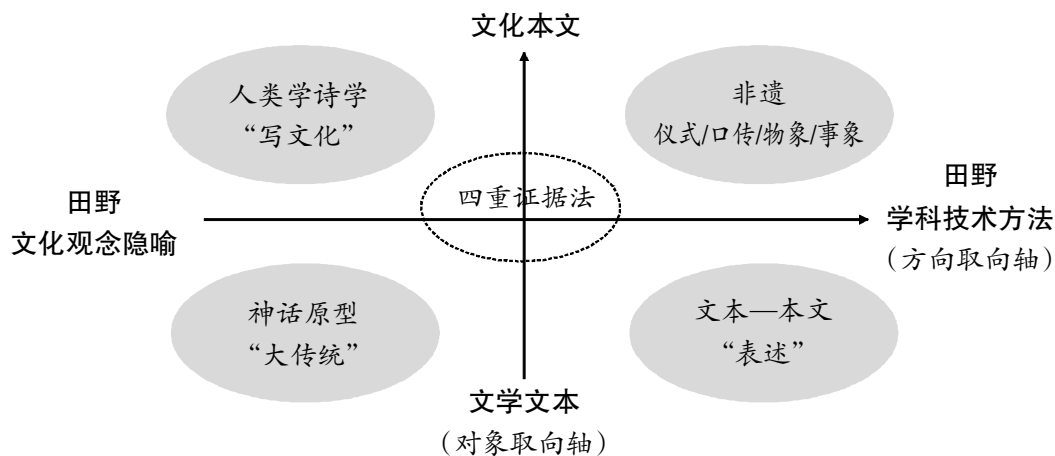 文化本文
人类学诗学
“写文化”
非遗
仪式/口传/物象/事象
四重证据法
田野
文化观念隐喻
田野
学科技术方法
（方向取向轴）
神话原型
“大传统”
文本—本文
“表述”
文学文本
（对象取向轴）